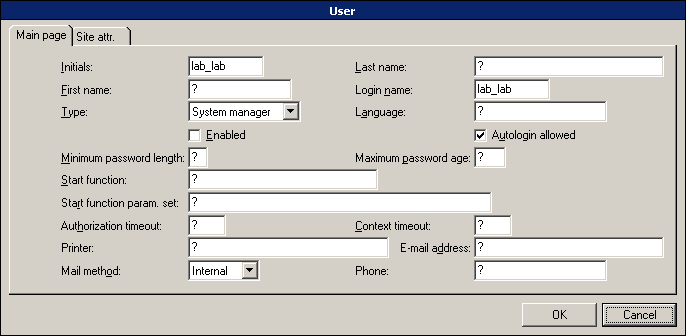 User
Main page Site attr.
Initials: lab_lab Last name: ?
First name: ? Login name: lab_lab
Type: System manager Language: ?
Enabled Autologin allowed
Minimum password length: ? Maximum password age: ?
Start function: ?
Start function param. set: ?
Authorization timeout: ? Context timeout: ?
Printer: ? E-mail address: ?
Mail method: Internal Phone: ?
OK Cancel